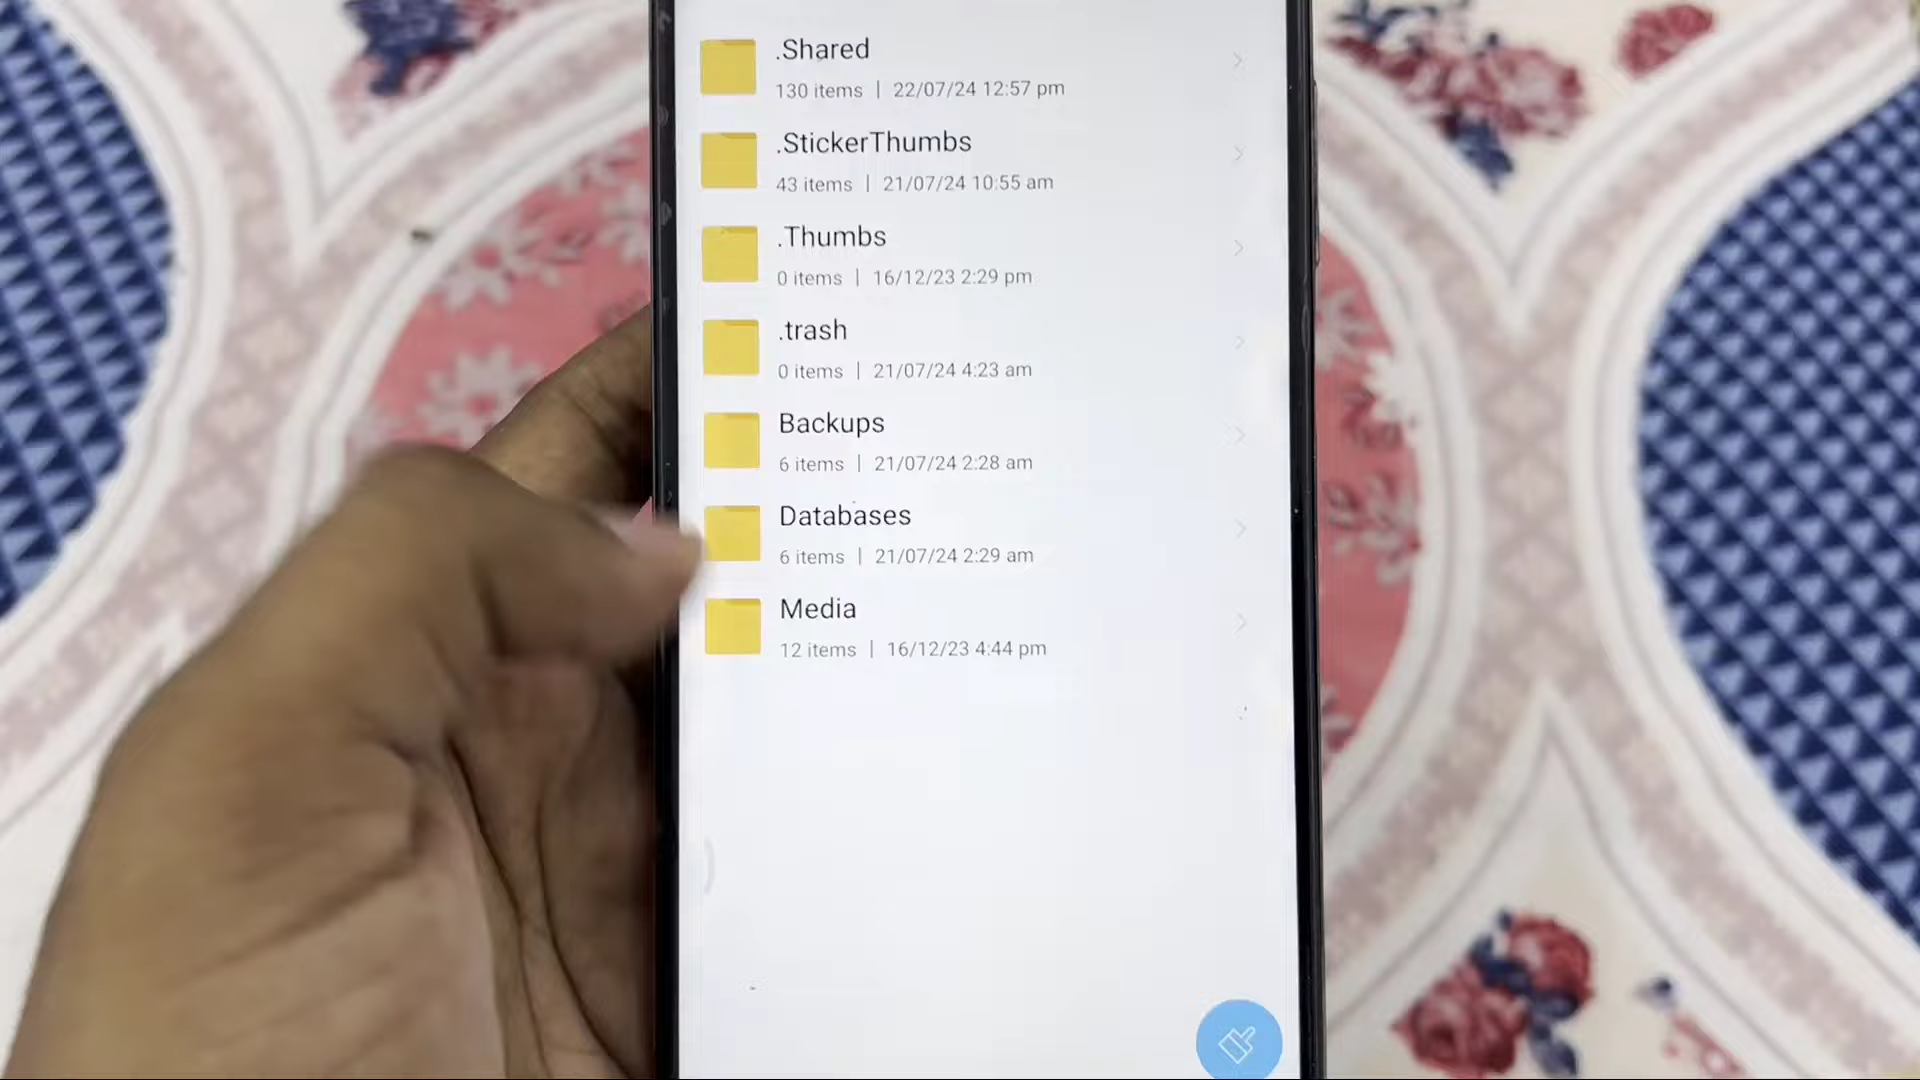 .Shared
130 items | 22/07/24 12:57 pm
.StickerThumbs
43 items | 21/07/24 10:55 am
.Thumbs
0 items | 16/12/23 2:29 pm
.trash
0 items | 21/07/24 4:23 am
Backups
6 items | 21/07/24 2:28 am
Databases
6 items | 21/07/24 2:29 am
Media
12 items | 16/12/23 4:44 pm